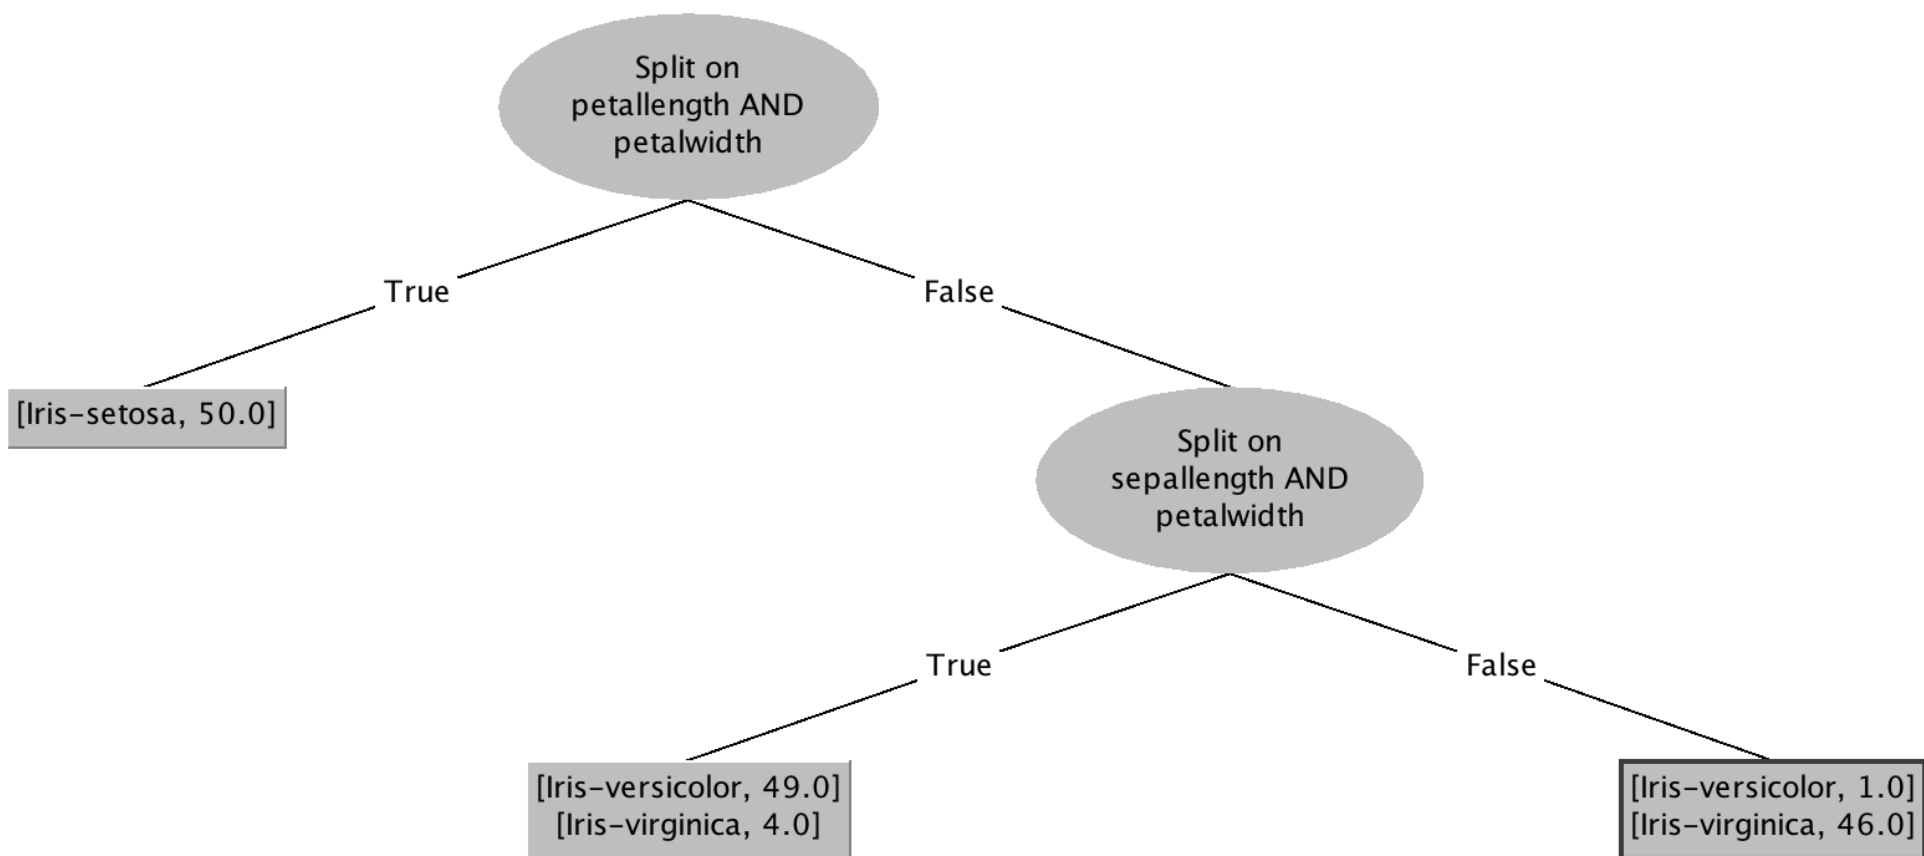 Split on
petallength AND
petalwidth
True
False
[Iris–setosa, 50.0]
Split on
sepallength AND
petalwidth
True
False
[Iris–versicolor, 49.0]
[Iris–virginica, 4.0]
[Iris–versicolor, 1.0]
[Iris–virginica, 46.0]